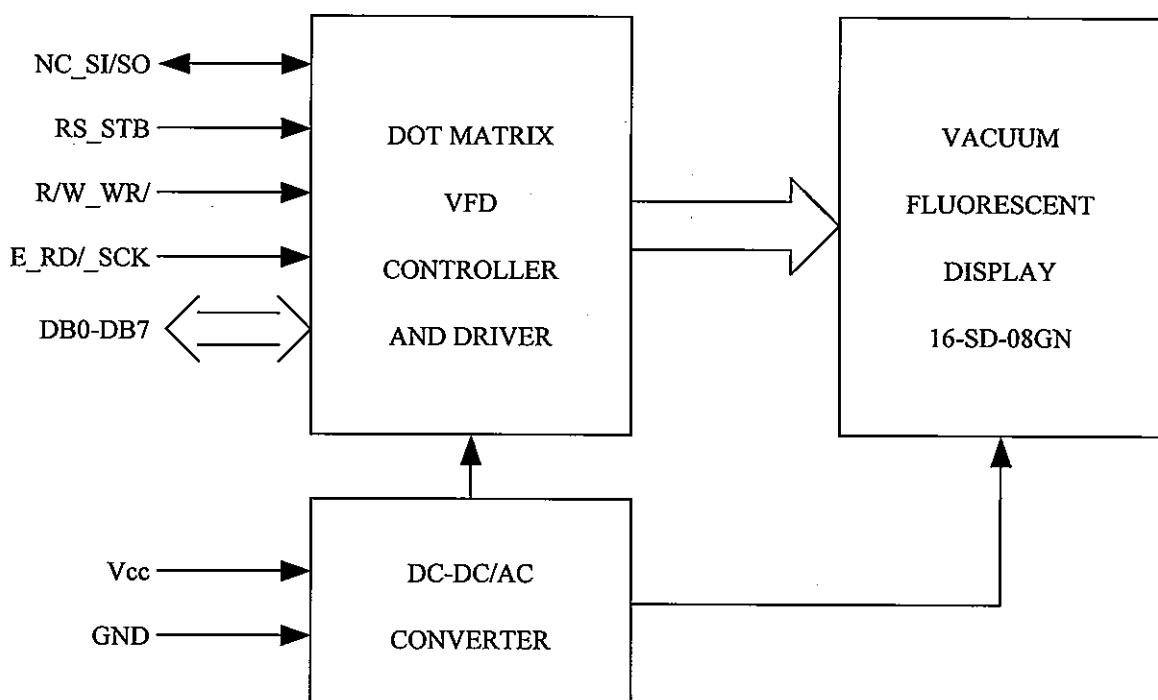 NC_SI/SO
RS_STB
R/W_WR/
E_RD/_SCK
DB0-DB7
DOT MATRIX
VFD
CONTROLLER
AND DRIVER
VACUUM
FLUORESCENT
DISPLAY
16-SD-08GN
Vcc
GND
DC-DC/AC
CONVERTER